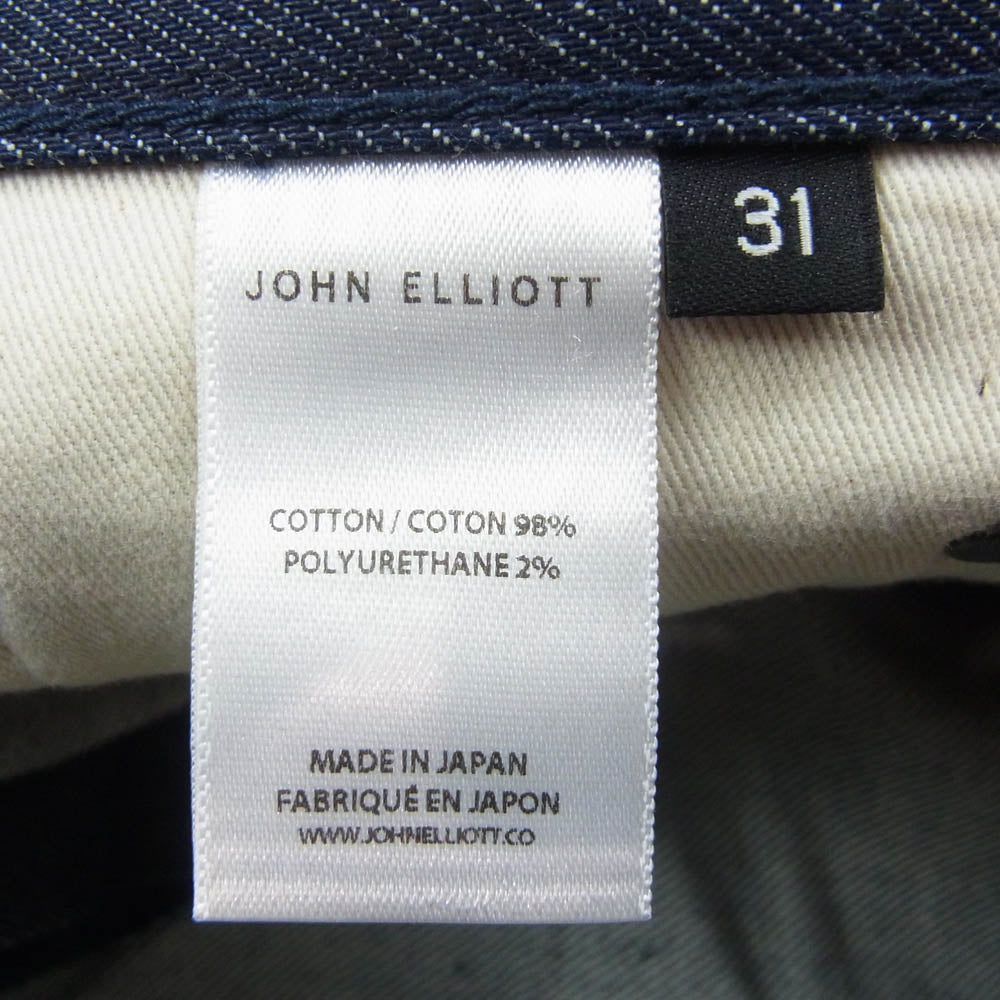 31
JOHN ELLIOTT
COTTON / COTON 98%
POLYURETHANE 2%
MADE IN JAPAN
FABRIQUÉ EN JAPON
WWW.JOHNELLIOTT.CO